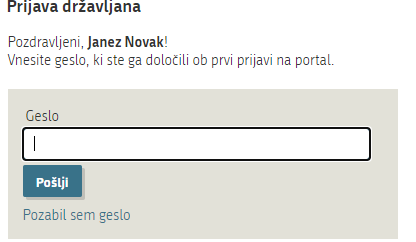 Prijava državljana
Pozdravljeni, Janez Novak!
Vnesite geslo, ki ste ga določili ob prvi prijavi na portal.
Geslo
Pošlji
Pozabil sem geslo